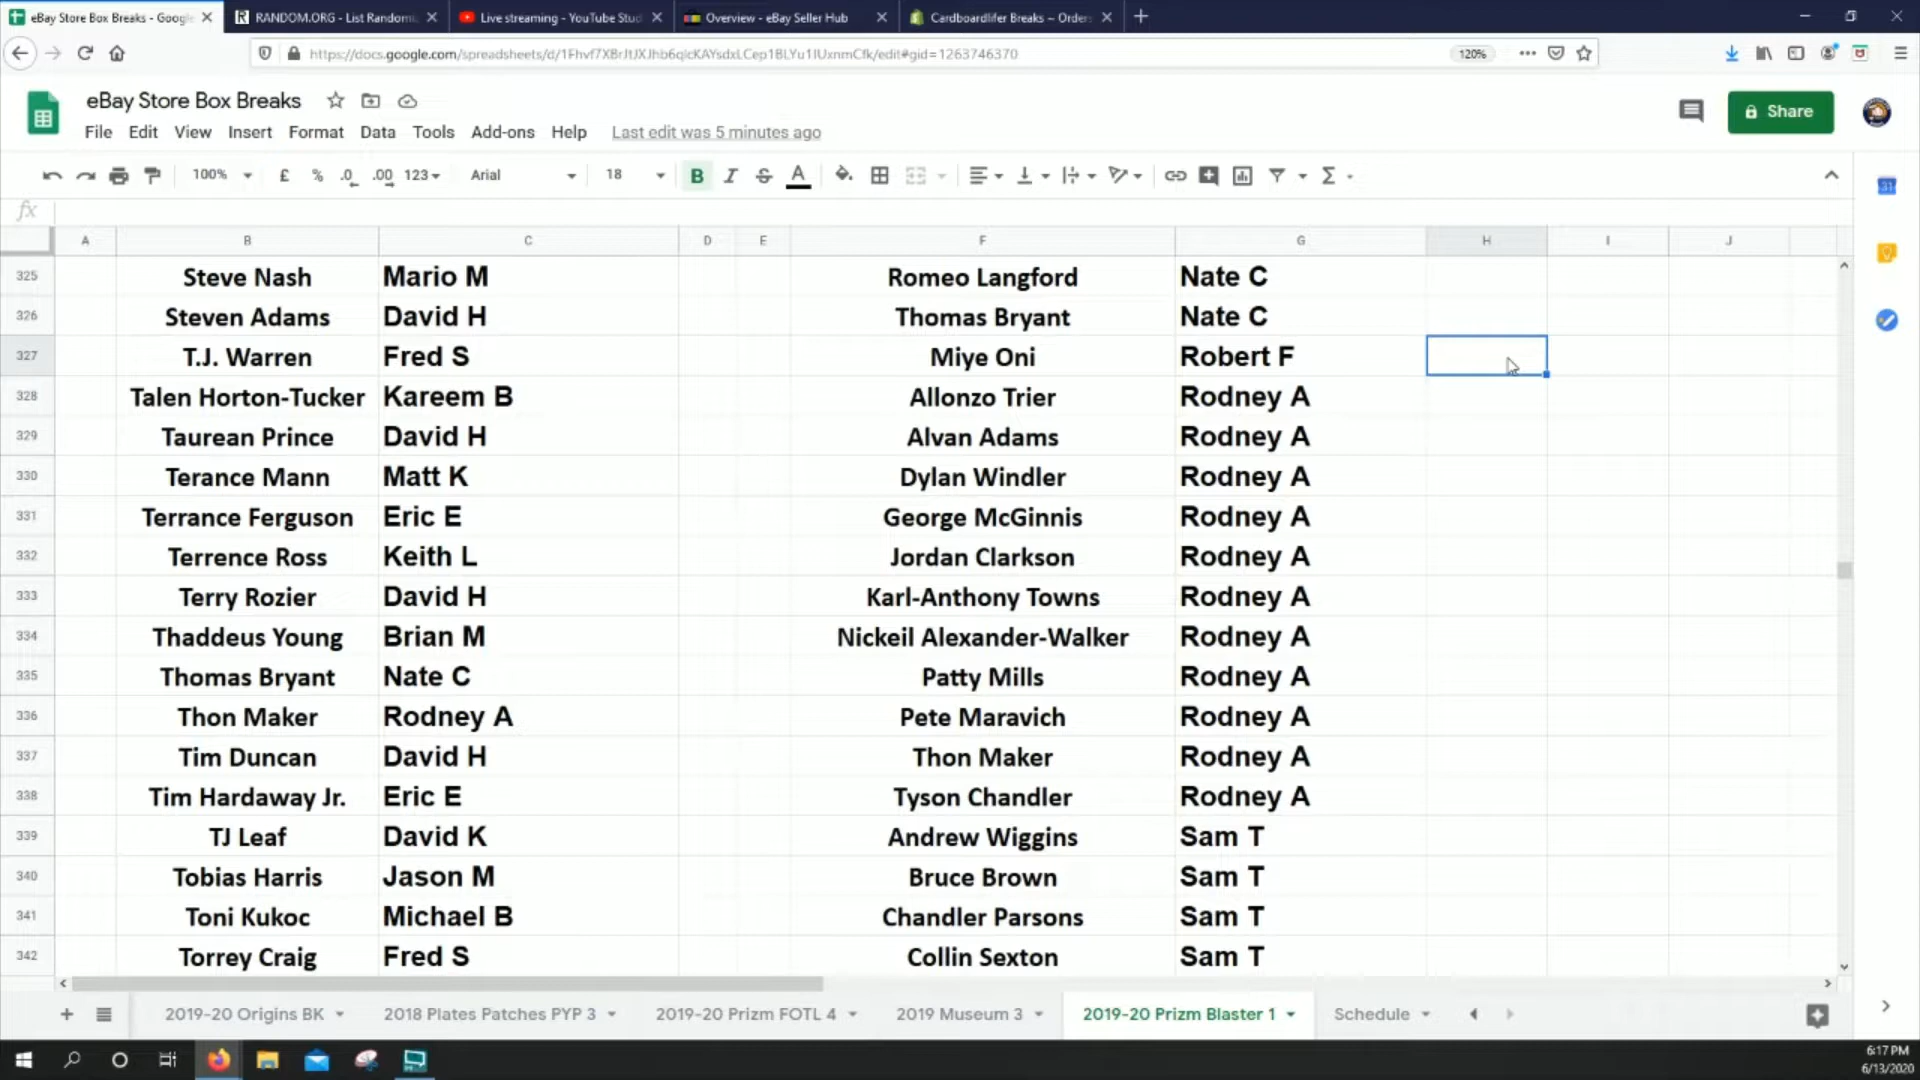 eBay Store Box Breaks - Google
RANDOM.ORG - List Randomiz
Live streaming - YouTube Stud
Overview - eBay Seller Hub
Cardboardlifer Breaks ~ Orders
120%
eBay Store Box Breaks
Share
File Edit View Insert Format Data Tools Add-ons Help Last edit was 5 minutes ago
100% £ % .0 .00 123 Arial 18 B I S A Σ
fx
A B C D E F G H I J
325 Steve Nash Mario M Romeo Langford Nate C
326 Steven Adams David H Thomas Bryant Nate C
327 T.J. Warren Fred S Miye Oni Robert F
328 Talen Horton-Tucker Kareem B Allonzo Trier Rodney A
329 Taurean Prince David H Alvan Adams Rodney A
330 Terance Mann Matt K Dylan Windler Rodney A
331 Terrance Ferguson Eric E George McGinnis Rodney A
332 Terrence Ross Keith L Jordan Clarkson Rodney A
333 Terry Rozier David H Karl-Anthony Towns Rodney A
334 Thaddeus Young Brian M Nickeil Alexander-Walker Rodney A
335 Thomas Bryant Nate C Patty Mills Rodney A
336 Thon Maker Rodney A Pete Maravich Rodney A
337 Tim Duncan David H Thon Maker Rodney A
338 Tim Hardaway Jr. Eric E Tyson Chandler Rodney A
339 TJ Leaf David K Andrew Wiggins Sam T
340 Tobias Harris Jason M Bruce Brown Sam T
341 Toni Kukoc Michael B Chandler Parsons Sam T
342 Torrey Craig Fred S Collin Sexton Sam T
2019-20 Origins BK 2018 Plates Patches PYP 3 2019-20 Prizm FOTL 4 2019 Museum 3 2019-20 Prizm Blaster 1 Schedule
6:17 PM
6/13/2020